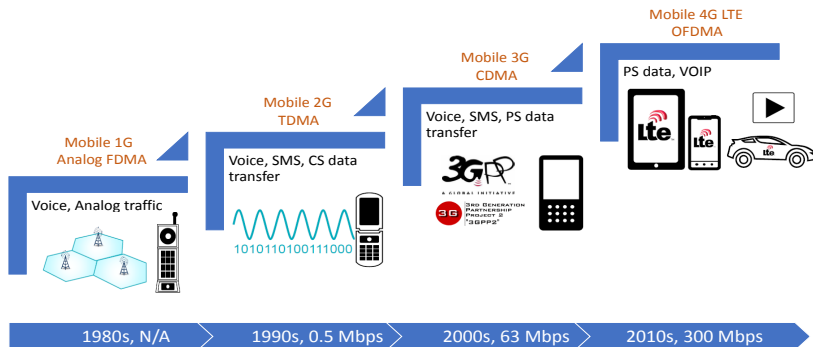 Mobile 1G
Analog FDMA
Voice, Analog traffic
Mobile 2G
TDMA
Voice, SMS, CS data
transfer
1010110100111000
Mobile 3G
CDMA
Voice, SMS, PS data
transfer
3GPP
A GLOBAL INITIATIVE
3G
3RD GENERATION
PARTNERSHIP
PROJECT 2
"3GPP2"
Mobile 4G LTE
OFDMA
PS data, VOIP
Lte
Lte
Lte
1980s, N/A
1990s, 0.5 Mbps
2000s, 63 Mbps
2010s, 300 Mbps